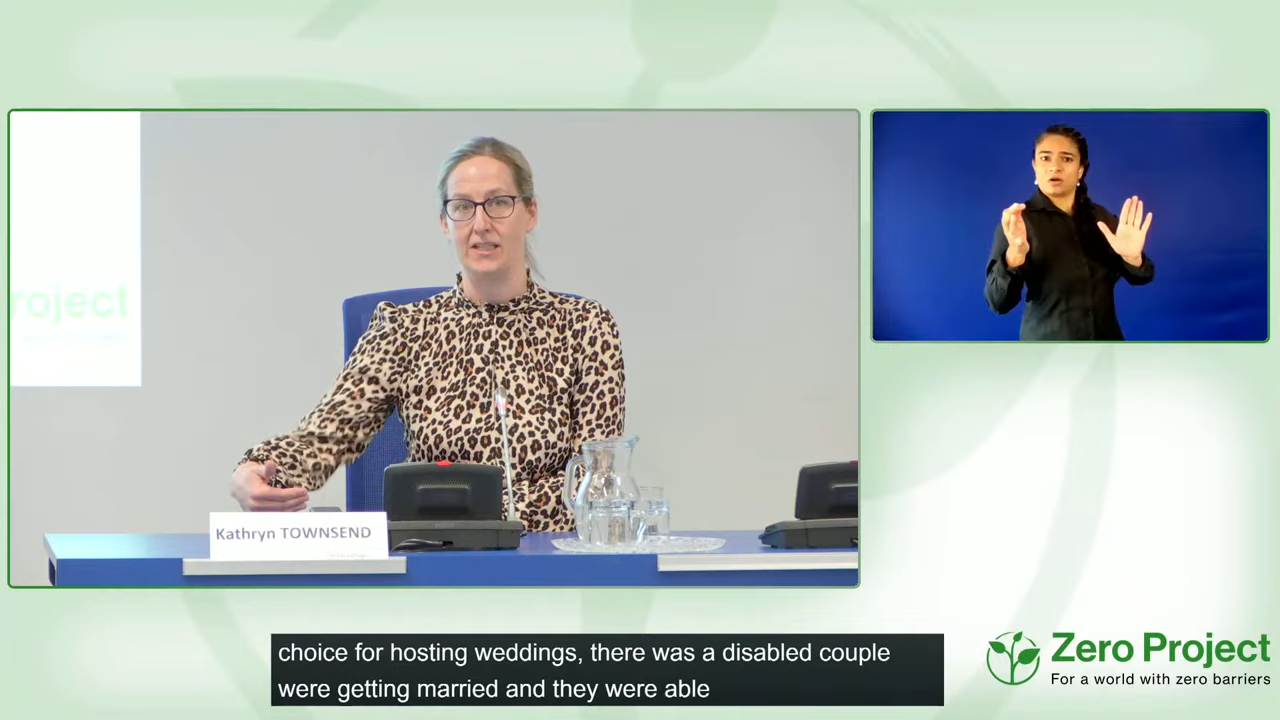 roject
Kathryn TOWNSEND
choice for hosting weddings, there was a disabled couple
were getting married and they were able
Zero Project
For a world with zero barriers